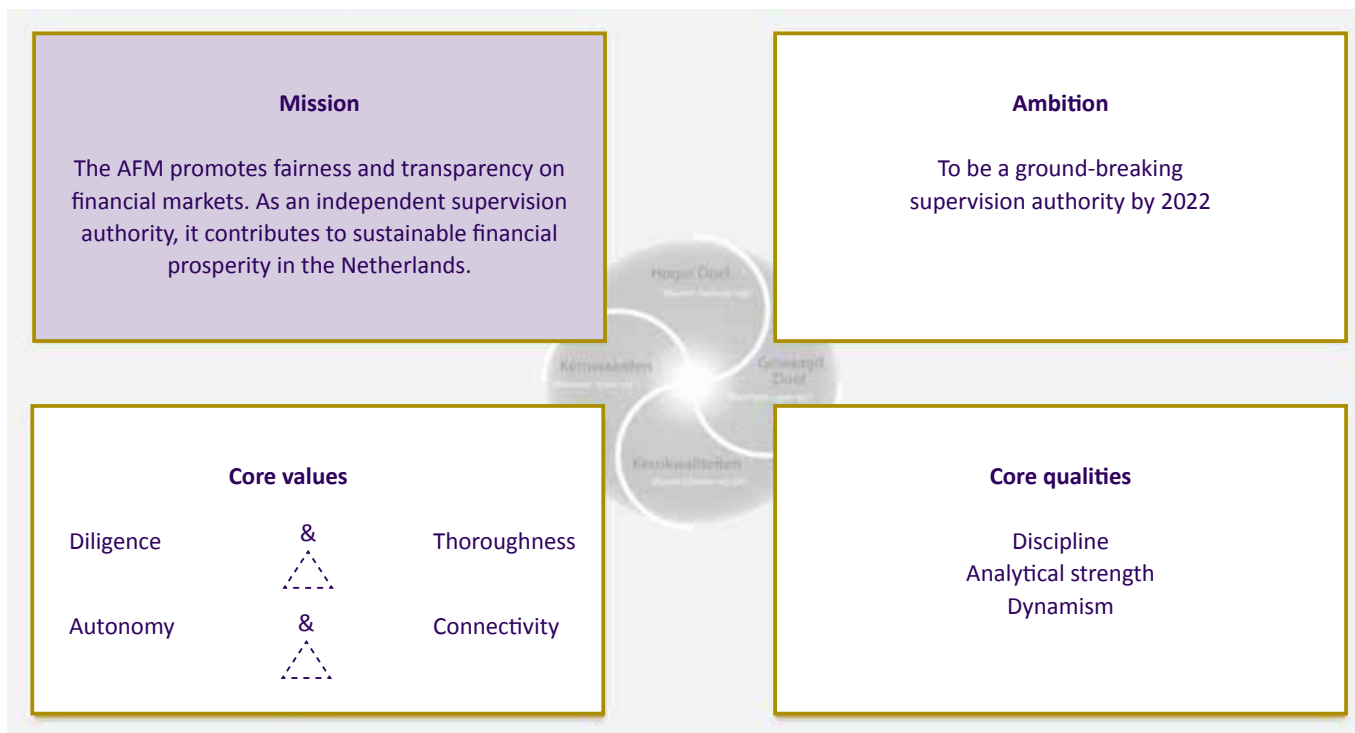 Mission
The AFM promotes fairness and transparency on
financial markets. As an independent supervision
authority, it contributes to sustainable financial
prosperity in the Netherlands.
Ambition
To be a ground-breaking
supervision authority by 2022
Hoger Doel
Kernwaarden
Gewaagd
Doel
Kernkwaliteiten
Core values
Diligence & Thoroughness
Autonomy & Connectivity
Core qualities
Discipline
Analytical strength
Dynamism